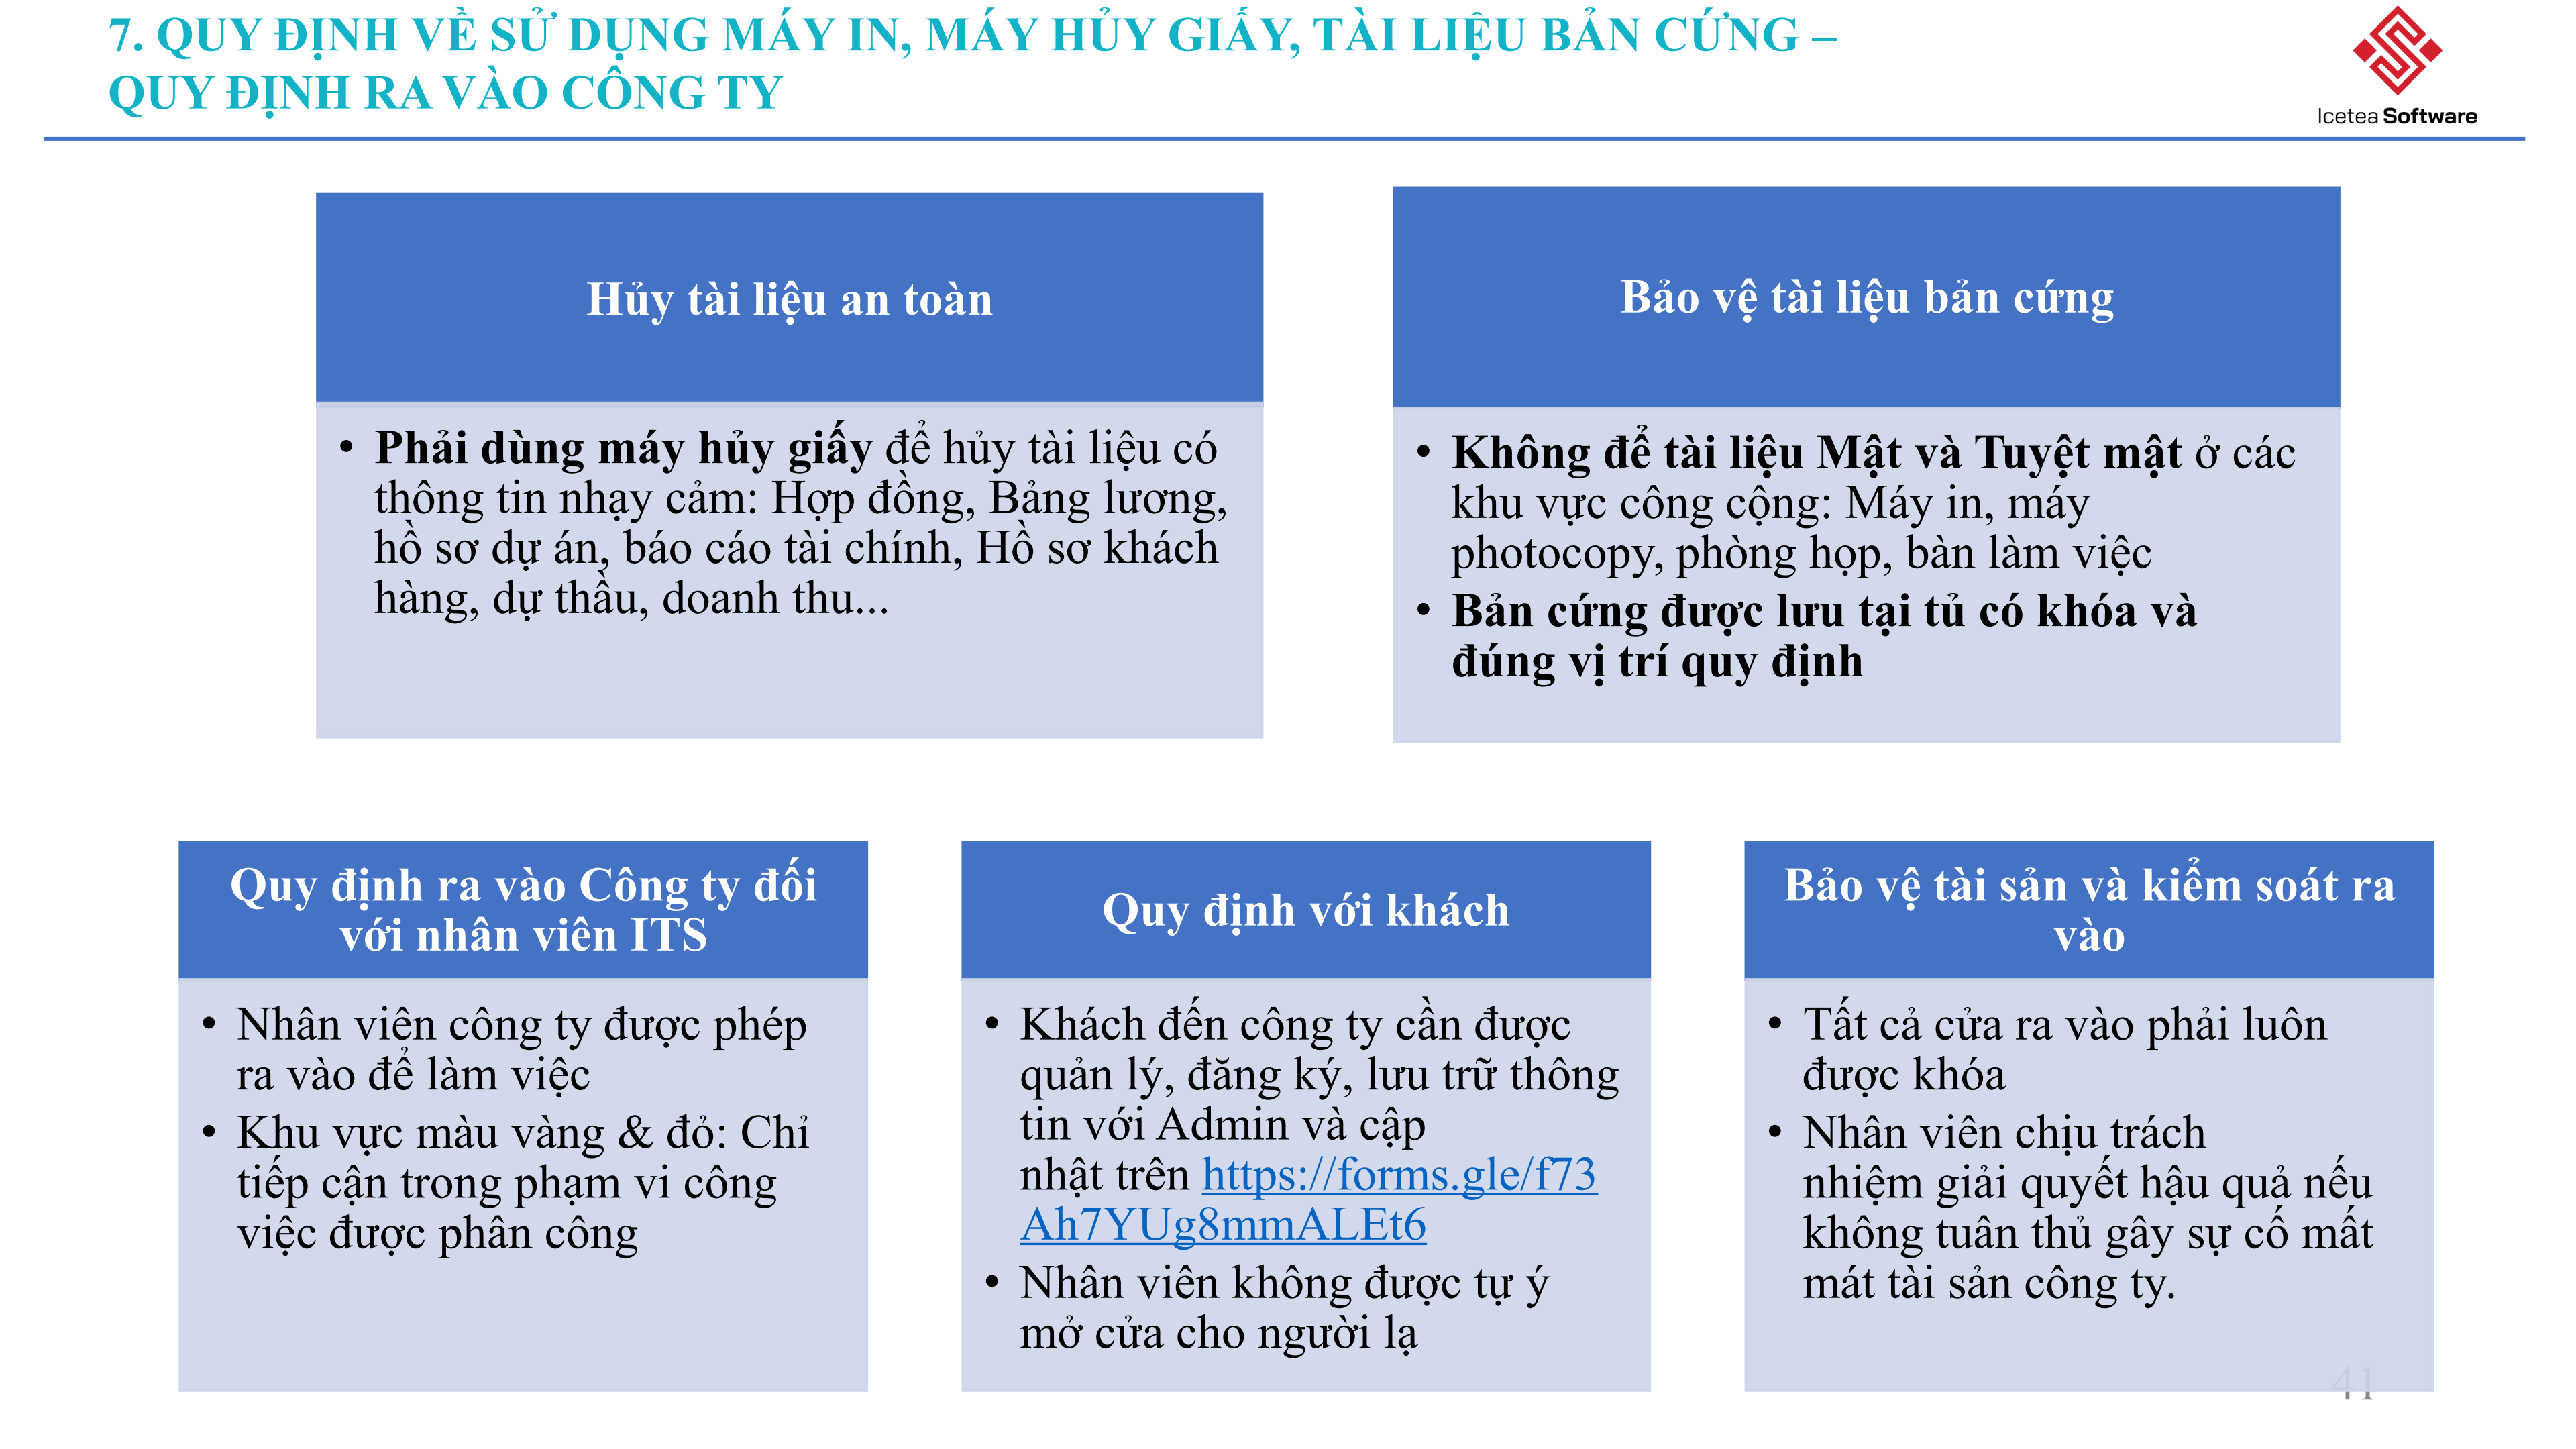 7. QUY ĐỊNH VỀ SỬ DỤNG MÁY IN, MÁY HỦY GIẤY, TÀI LIỆU BẢN CỨNG –
QUY ĐỊNH RA VÀO CÔNG TY
Icetea Software
Hủy tài liệu an toàn
• Phải dùng máy hủy giấy để hủy tài liệu có
thông tin nhạy cảm: Hợp đồng, Bảng lương,
hồ sơ dự án, báo cáo tài chính, Hồ sơ khách
hàng, dự thầu, doanh thu...
Bảo vệ tài liệu bản cứng
• Không để tài liệu Mật và Tuyệt mật ở các
khu vực công cộng: Máy in, máy
photocopy, phòng họp, bàn làm việc
• Bản cứng được lưu tại tủ có khóa và
đúng vị trí quy định
Quy định ra vào Công ty đối
với nhân viên ITS
• Nhân viên công ty được phép
ra vào để làm việc
• Khu vực màu vàng & đỏ: Chỉ
tiếp cận trong phạm vi công
việc được phân công
Quy định với khách
• Khách đến công ty cần được
quản lý, đăng ký, lưu trữ thông
tin với Admin và cập
nhật trên https://forms.gle/f73
Ah7YUg8mmALEt6
• Nhân viên không được tự ý
mở cửa cho người lạ
Bảo vệ tài sản và kiểm soát ra
vào
• Tất cả cửa ra vào phải luôn
được khóa
• Nhân viên chịu trách
nhiệm giải quyết hậu quả nếu
không tuân thủ gây sự cố mất
mát tài sản công ty.
41